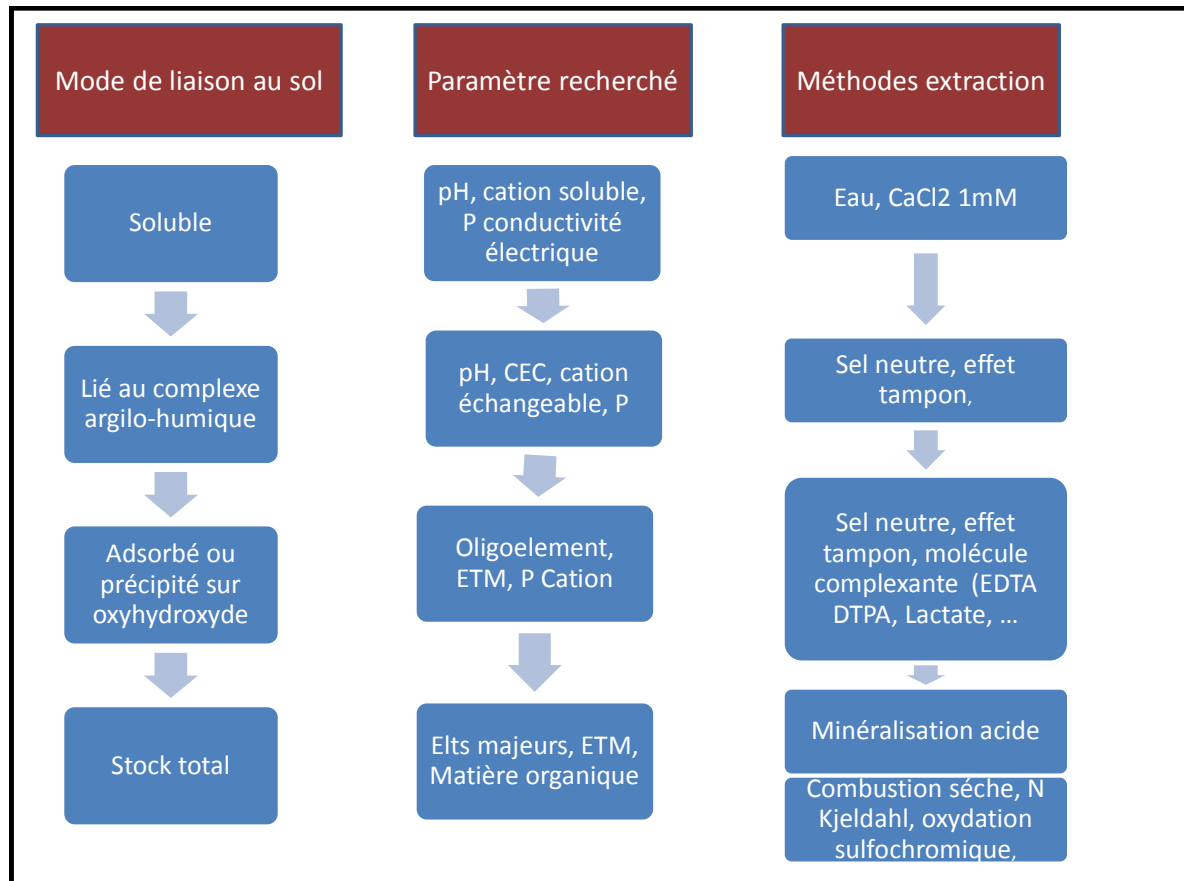 Mode de liaison au sol
Paramètre recherché
Méthodes extraction
Soluble
pH, cation soluble,
P conductivité
électrique
Eau, CaCl2 1mM
Lié au complexe
argilo-humique
pH, CEC, cation
échangeable, P
Sel neutre, effet
tampon,
Adsorbé ou
précipité sur
oxyhydroxyde
Oligoelement,
ETM, P Cation
Sel neutre, effet
tampon, molécule
complexante (EDTA
DTPA, Lactate, ...
Stock total
Elts majeurs, ETM,
Matière organique
Minéralisation acide
Combustion séche, N
Kjeldahl, oxydation
sulfochromique,